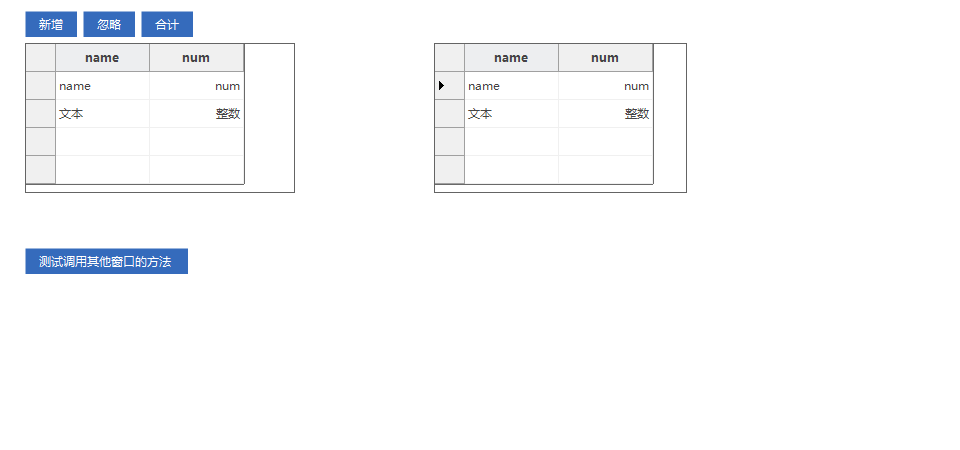 新增 忽略 合计
name num name num
name num name num
文本 整数 文本 整数
测试调用其他窗口的方法